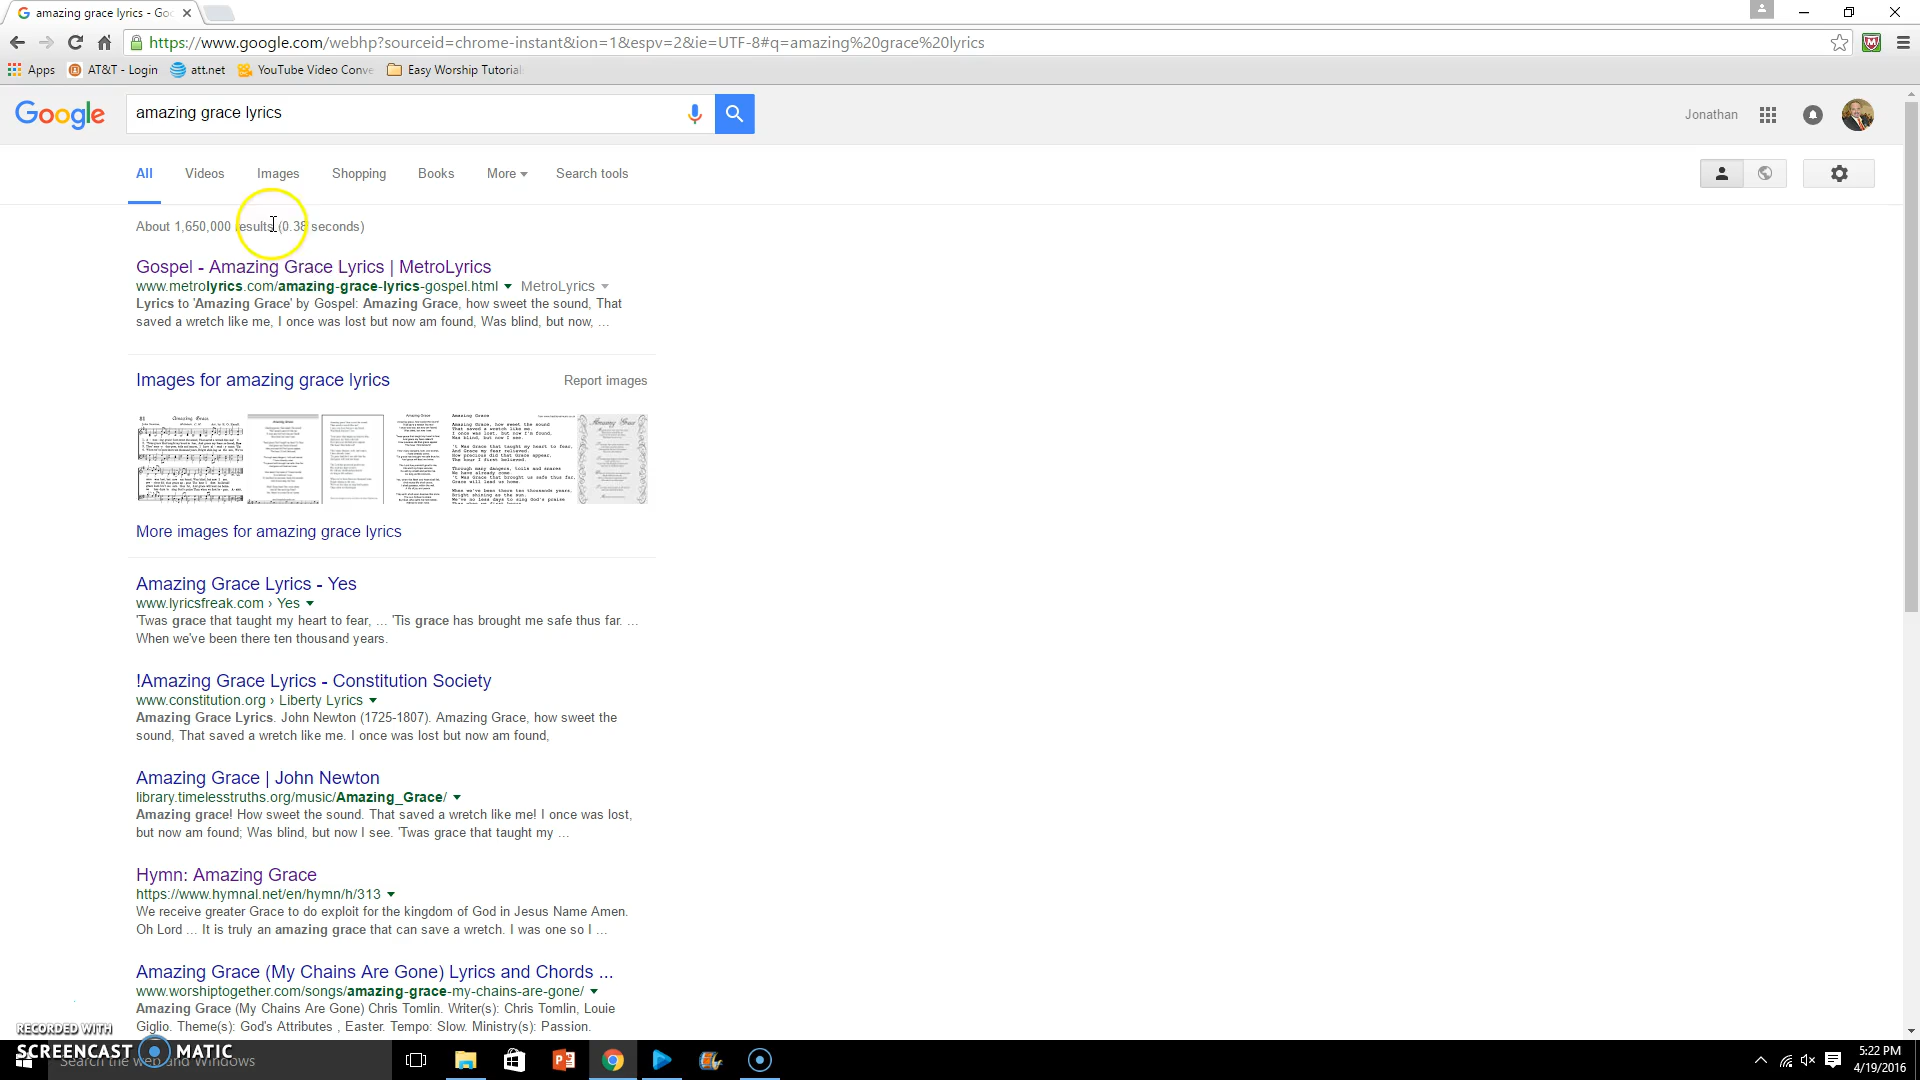 amazing grace lyrics - Goo
https://www.google.com/webhp?sourceid=chrome-instant&ion=1&espv=2&ie=UTF-8#q=amazing%20grace%20lyrics
Apps AT&T - Login att.net YouTube Video Conve Easy Worship Tutorial
Google amazing grace lyrics Jonathan
All Videos Images Shopping Books More Search tools
About 1,650,000 results (0.38 seconds)
Gospel - Amazing Grace Lyrics | MetroLyrics
www.metrolyrics.com/amazing-grace-lyrics-gospel.html MetroLyrics
Lyrics to 'Amazing Grace' by Gospel: Amazing Grace, how sweet the sound, That
saved a wretch like me, I once was lost but now am found, Was blind, but now, ...
Images for amazing grace lyrics Report images
More images for amazing grace lyrics
Amazing Grace Lyrics - Yes
www.lyricsfreak.com › Yes
'Twas grace that taught my heart to fear, ... 'Tis grace has brought me safe thus far. ...
When we've been there ten thousand years.
!Amazing Grace Lyrics - Constitution Society
www.constitution.org › Liberty Lyrics
Amazing Grace Lyrics. John Newton (1725-1807). Amazing Grace, how sweet the
sound, That saved a wretch like me. I once was lost but now am found,
Amazing Grace | John Newton
library.timelesstruths.org/music/Amazing_Grace/
Amazing grace! How sweet the sound. That saved a wretch like me! I once was lost,
but now am found; Was blind, but now I see. 'Twas grace that taught my ...
Hymn: Amazing Grace
https://www.hymnal.net/en/hymn/h/313
We receive greater Grace to do exploit for the kingdom of God in Jesus Name Amen.
Oh Lord ... It is truly an amazing grace that can save a wretch. I was one so I ...
Amazing Grace (My Chains Are Gone) Lyrics and Chords ...
www.worshiptogether.com/songs/amazing-grace-my-chains-are-gone/
Amazing Grace (My Chains Are Gone) Chris Tomlin. Writer(s): Chris Tomlin, Louie
Giglio. Theme(s): God's Attributes , Easter. Tempo: Slow. Ministry(s): Passion.
RECORDED WITH
SCREENCAST MATIC
Search the web and Windows
5:22 PM
4/19/2016